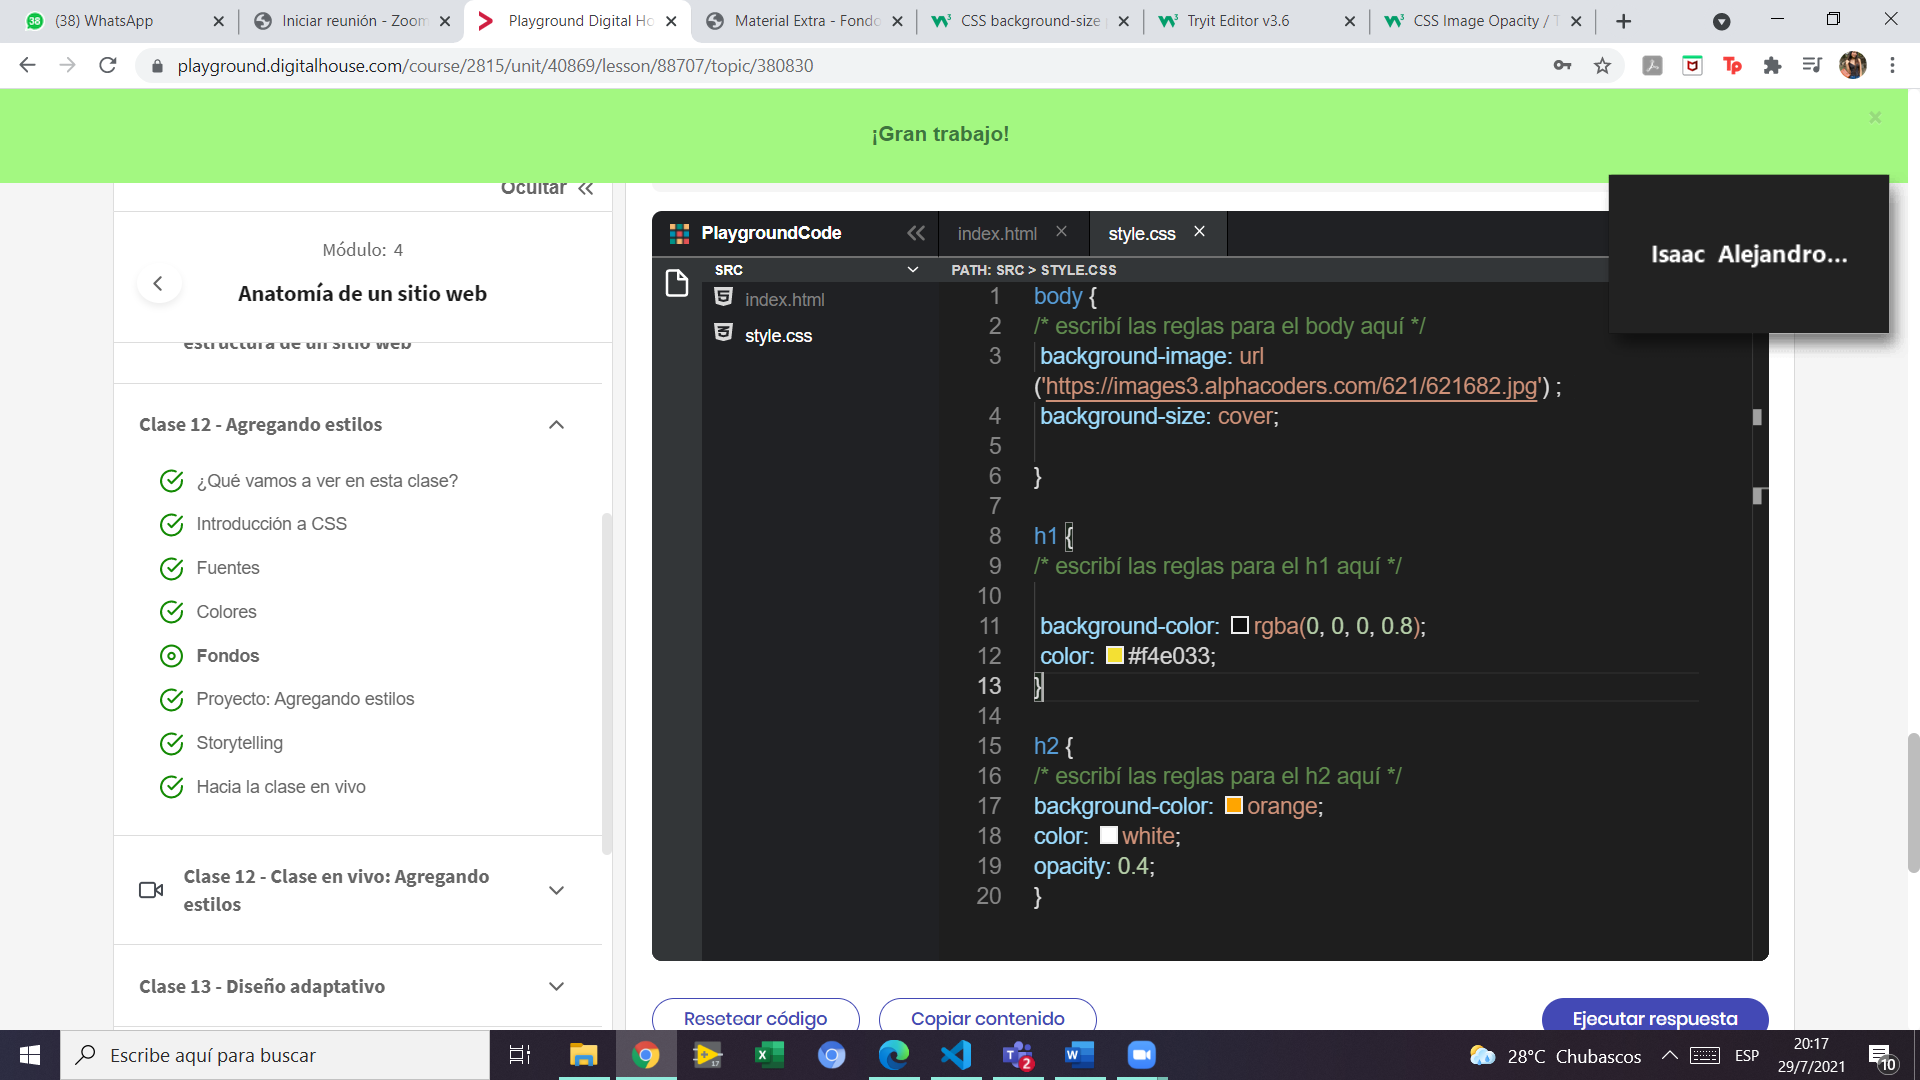 (38) WhatsApp
Iniciar reunión - Zoom
Playground Digital Ho
Material Extra - Fondo
CSS background-size
Tryit Editor v3.6
CSS Image Opacity /
playground.digitalhouse.com/course/2815/unit/40869/lesson/88707/topic/380830
¡Gran trabajo!
Ocultar
Módulo: 4
Anatomía de un sitio web
estructura de un sitio web
Clase 12 - Agregando estilos
¿Qué vamos a ver en esta clase?
Introducción a CSS
Fuentes
Colores
Fondos
Proyecto: Agregando estilos
Storytelling
Hacia la clase en vivo
Clase 12 - Clase en vivo: Agregando
estilos
Clase 13 - Diseño adaptativo
PlaygroundCode
index.html
style.css
SRC
index.html
style.css
PATH: SRC > STYLE.CSS
1 body {
2 /* escribí las reglas para el body aquí */
3 background-image: url
('https://images3.alphacoders.com/621/621682.jpg') ;
4 background-size: cover;
5
6 }
7
8 h1 {
9 /* escribí las reglas para el h1 aquí */
10
11 background-color: rgba(0, 0, 0, 0.8);
12 color: #f4e033;
13 }
14
15 h2 {
16 /* escribí las reglas para el h2 aquí */
17 background-color: orange;
18 color: white;
19 opacity: 0.4;
20 }
Isaac Alejandro...
Resetear código
Copiar contenido
Ejecutar respuesta
Escribe aquí para buscar
28°C Chubascos
ESP
20:17
29/7/2021
10